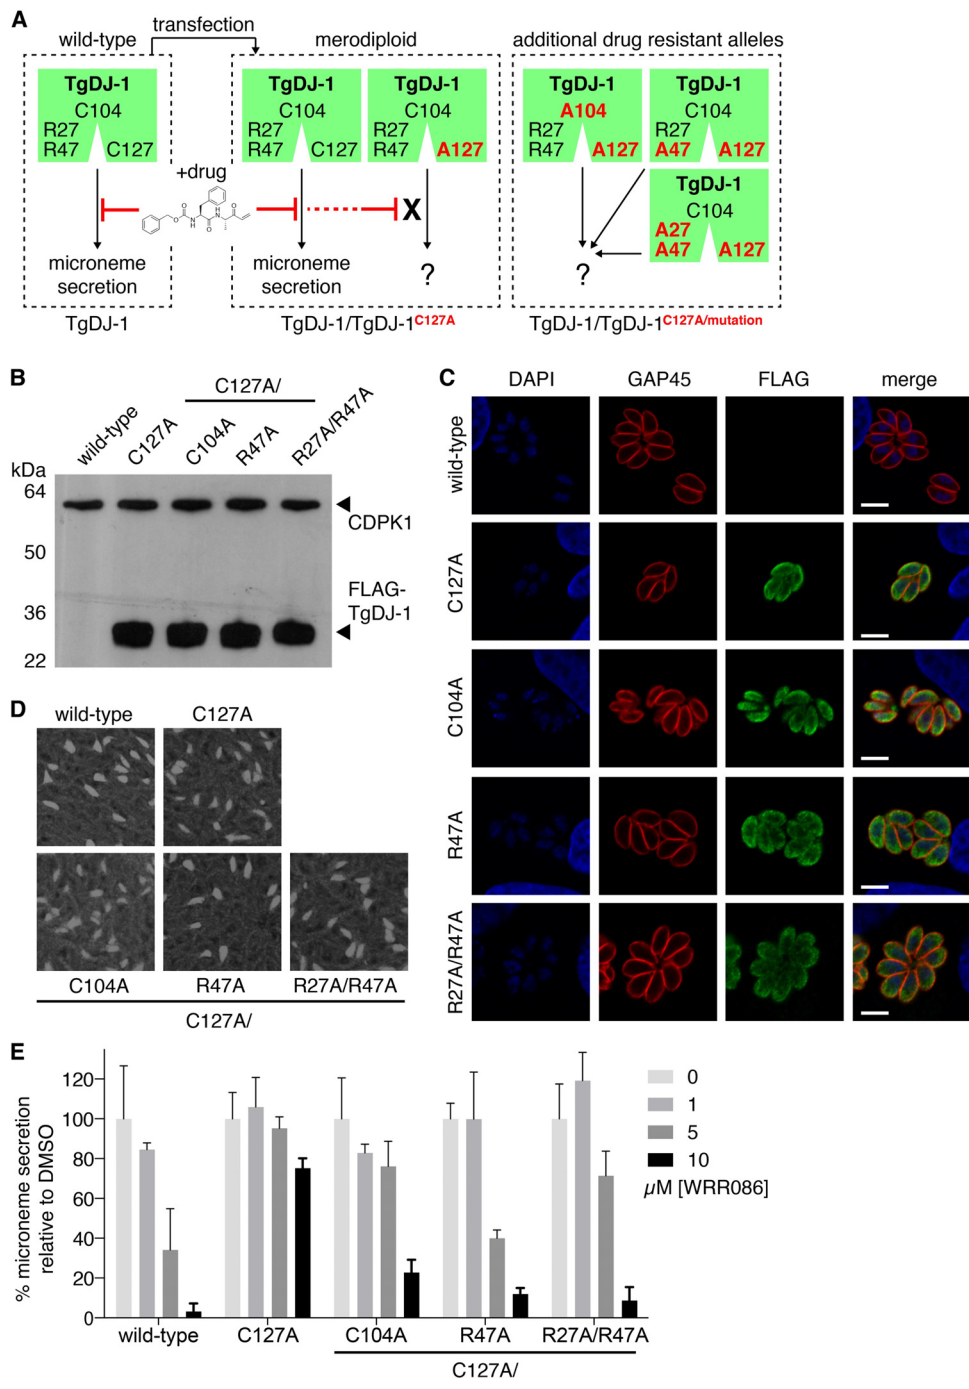 A
transfection
wild-type
merodiploid
additional drug resistant alleles
TgDJ-1
TgDJ-1
TgDJ-1
TgDJ-1
TgDJ-1
C104
C104
C104
A104
C104
R27
R27
R27
R27
R27
R47
C127
R47
C127
R47
A127
R47
A127
A47
A127
TgDJ-1
C104
A27
A47
A127
+drug
O
N
H
O
O
H
N
O
X
microneme
secretion
microneme
secretion
?
?
TgDJ-1
TgDJ-1/TgDJ-1C127A
TgDJ-1/TgDJ-1C127A/mutation
B
C127A/
wild-type
C127A
C104A
R47A
R27A/R47A
kDa
64
50
36
22
CDPK1
FLAG-
TgDJ-1
C
DAPI
GAP45
FLAG
merge
wild-type
C127A
C104A
R47A
R27A/R47A
D
wild-type
C127A
C104A
R47A
R27A/R47A
C127A/
E
% microneme secretion
relative to DMSO
120
100
80
60
40
20
0
wild-type
C127A
C104A
R47A
R27A/R47A
C127A/
0
1
5
10
µM [WRR086]